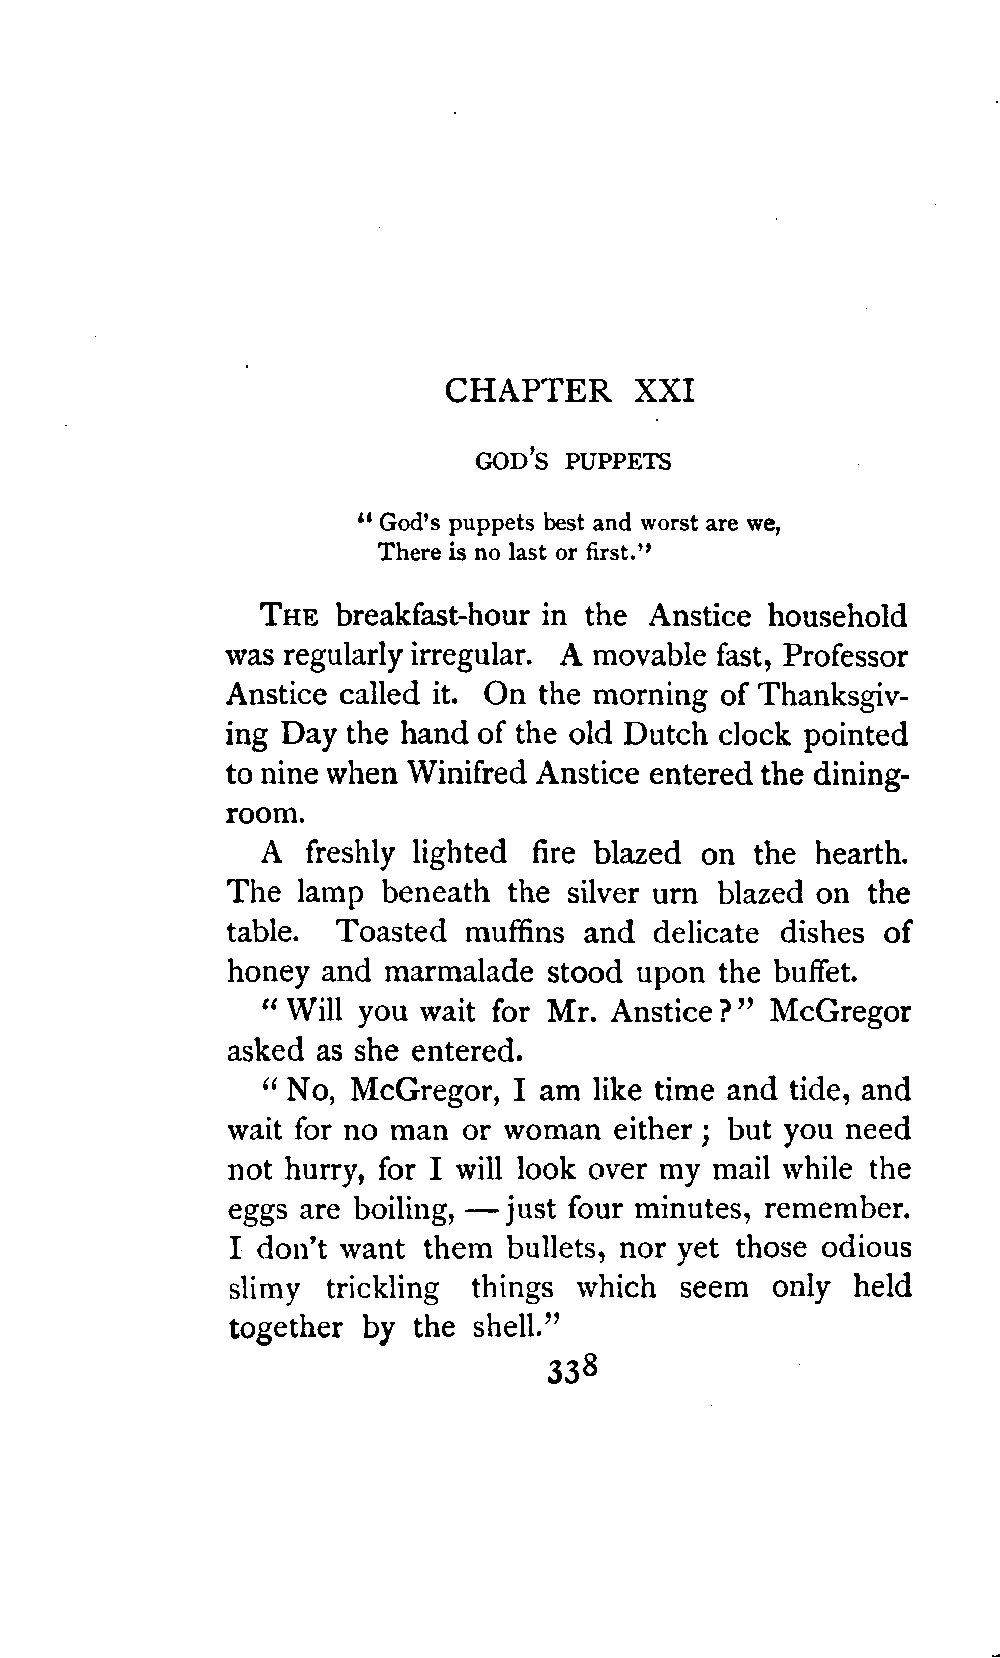 CHAPTER XXI
GOD'S PUPPETS
"God's puppets best and worst are we,
There is no last or first."
THE breakfast-hour in the Anstice household
was regularly irregular. A movable fast, Professor
Anstice called it. On the morning of Thanksgiv-
ing Day the hand of the old Dutch clock pointed
to nine when Winifred Anstice entered the dining-
room.
A freshly lighted fire blazed on the hearth.
The lamp beneath the silver urn blazed on the
table. Toasted muffins and delicate dishes of
honey and marmalade stood upon the buffet.
"Will you wait for Mr. Anstice?" McGregor
asked as she entered.
"No, McGregor, I am like time and tide, and
wait for no man or woman either; but you need
not hurry, for I will look over my mail while the
eggs are boiling, — just four minutes, remember.
I don't want them bullets, nor yet those odious
slimy trickling things which seem only held
together by the shell."
338